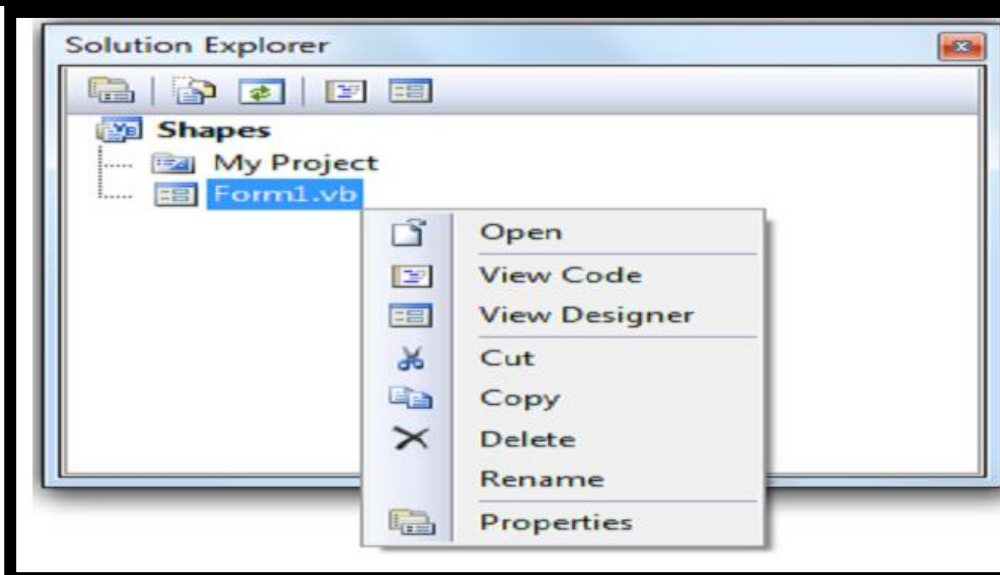 Solution Explorer
Shapes
My Project
Form1.vb
Open
View Code
View Designer
Cut
Copy
Delete
Rename
Properties